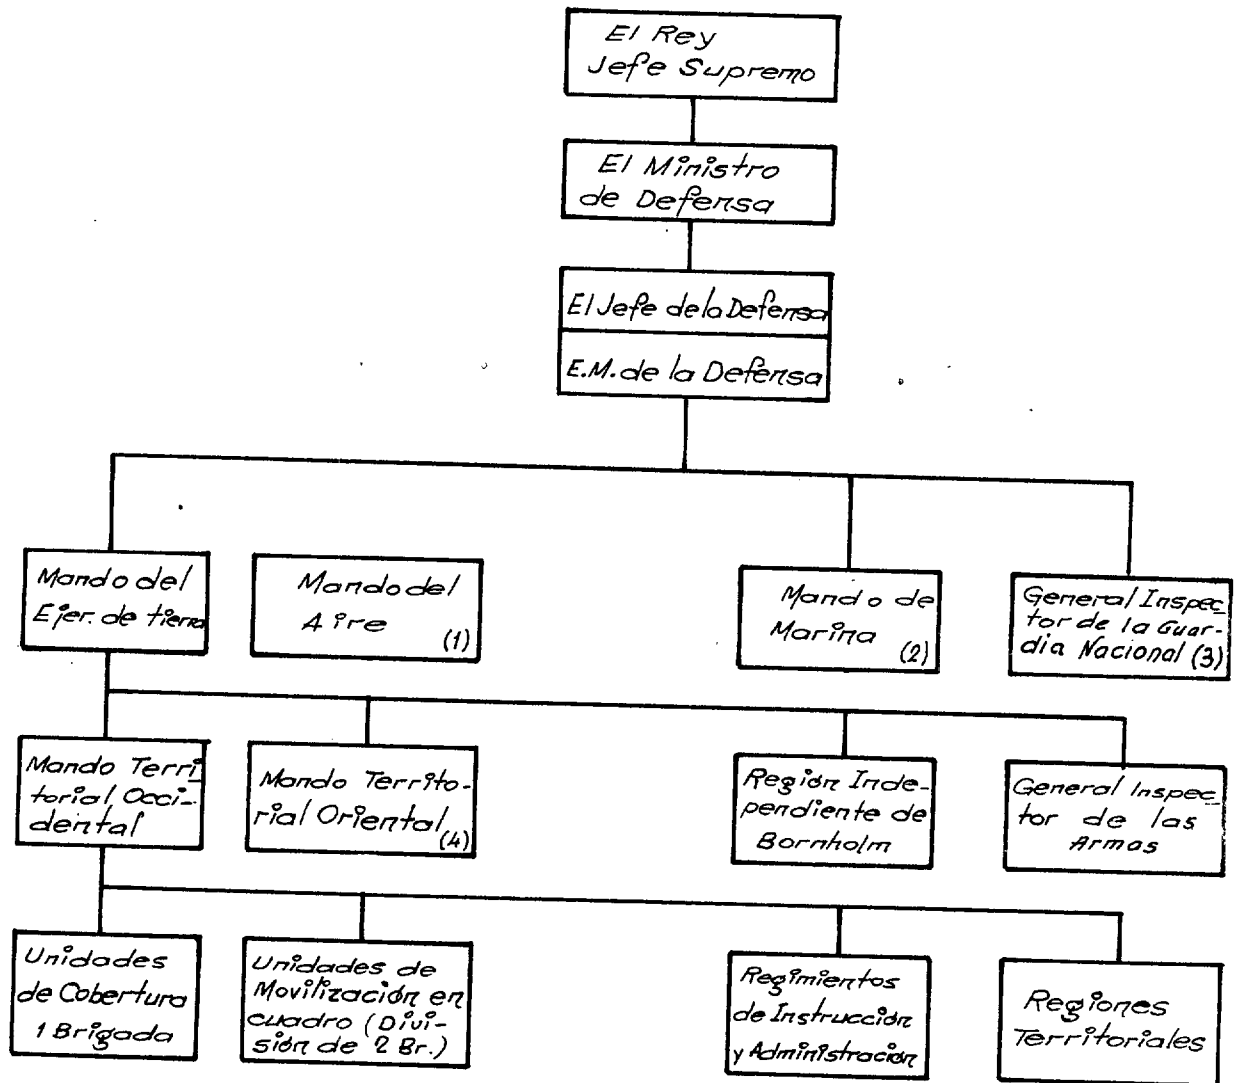 El Rey
Jefe Supremo
El Ministro
de Defensa
El Jefe de la Defensa
E.M. de la Defensa
Mando del
Ejer. de tierra
Mando del
Aire
(1)
Mando de
Marina
(2)
General Inspec-
tor de la Guar-
dia Nacional (3)
Mando Terri-
torial Occi-
dental
Mando Territo-
rial Oriental
(4)
Región Inde-
pendiente de
Bornholm
General Inspec-
tor de las
Armas
Unidades
de Cobertura
1 Brigada
Unidades de
Movilización en
cuadro (Divi-
sión de 2 Br.)
Regimientos
de Instrucción
y Administración
Regiones
Territoriales